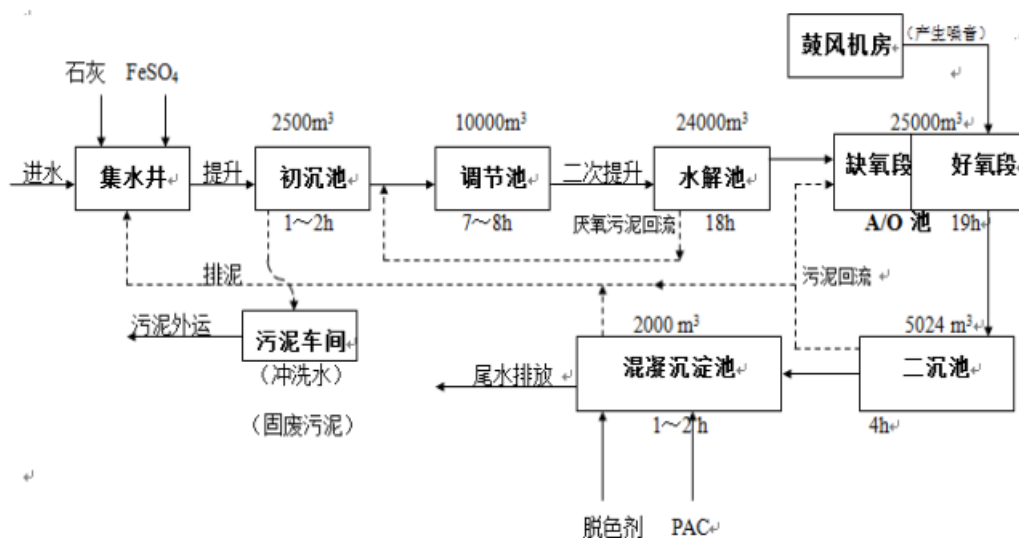 鼓风机房
(产生噪音)
石灰 FeSO₄
2500m³
10000m³
24000m³
25000m³
进水
集水井
提升
初沉池
调节池
二次提升
水解池
缺氧段
好氧段
1～2h
7～8h
厌氧污泥回流
18h
A/O 池
19h
排泥
污泥回流
污泥外运
污泥车间
(冲洗水)
(固废污泥)
2000 m³
5024 m³
尾水排放
混凝沉淀池
二沉池
1～2 h
4h
脱色剂
PAC